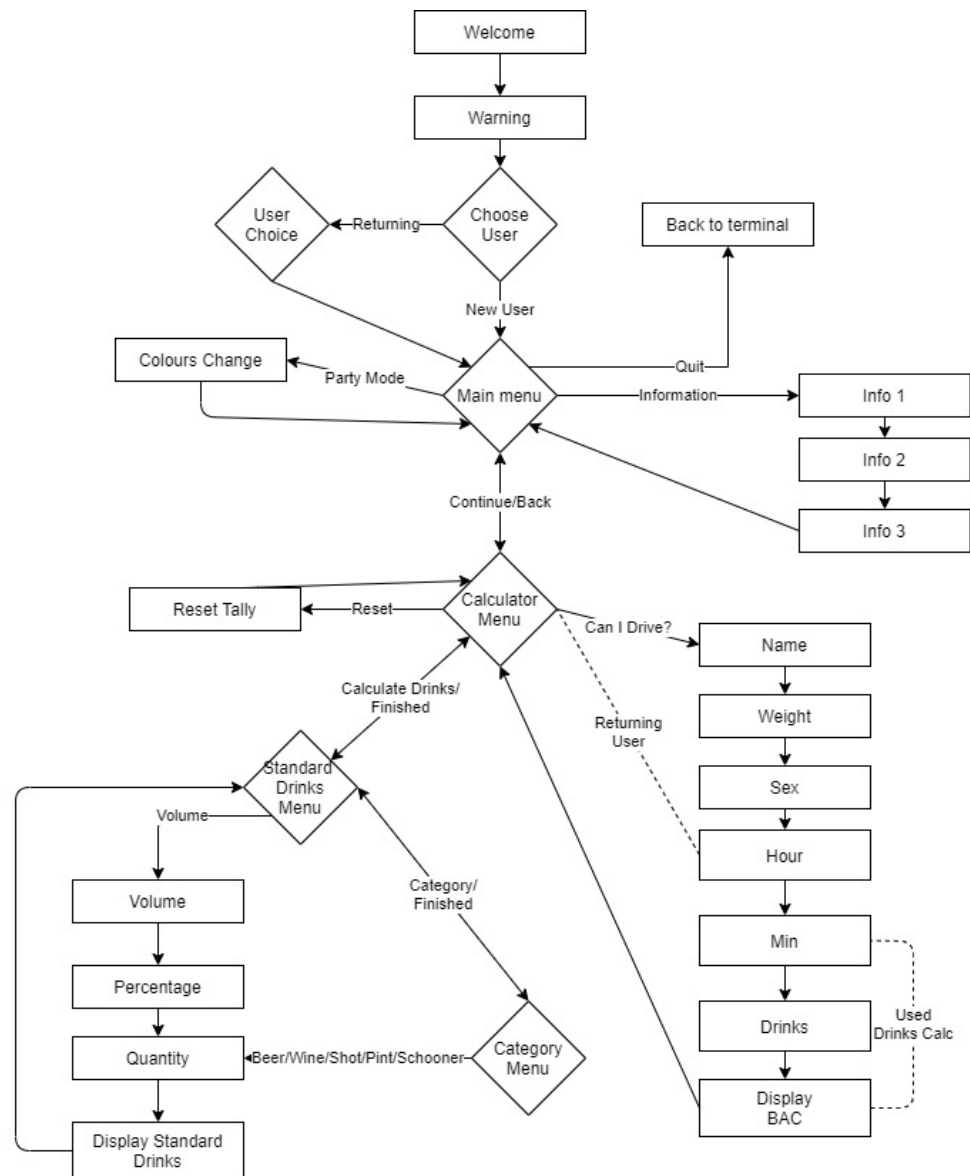 Welcome
Warning
User
Choice
Returning
Choose
User
Back to terminal
New User
Colours Change
Party Mode
Main menu
Quit
Information
Info 1
Info 2
Info 3
Continue/Back
Reset Tally
Reset
Calculator
Menu
Can I Drive?
Name
Calculate Drinks/
Finished
Returning
User
Weight
Standard
Drinks
Menu
Sex
Volume
Hour
Category/
Finished
Volume
Min
Percentage
Used
Drinks Calc
Drinks
Quantity
Beer/Wine/Shot/Pint/Schooner
Category
Menu
Display
BAC
Display Standard
Drinks